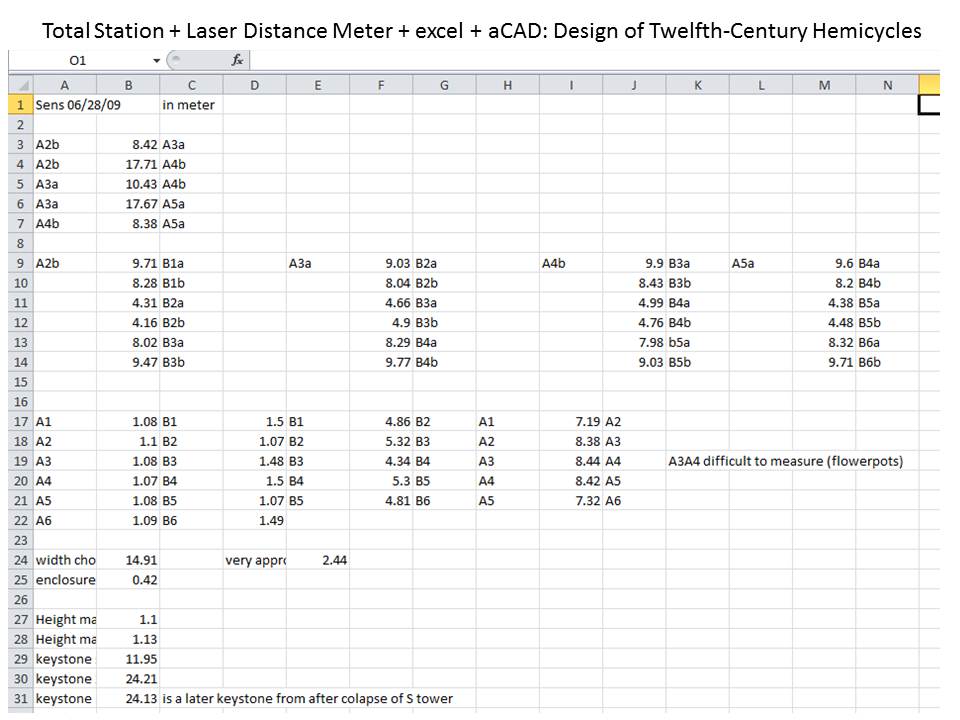 Total Station + Laser Distance Meter + excel + aCAD: Design of Twelfth-Century Hemicycles
O1 fx
A B C D E F G H I J K L M N
1 Sens 06/28/09 in meter
2
3 A2b 8.42 A3a
4 A2b 17.71 A4b
5 A3a 10.43 A4b
6 A3a 17.67 A5a
7 A4b 8.38 A5a
8
9 A2b 9.71 B1a A3a 9.03 B2a A4b 9.9 B3a A5a 9.6 B4a
10 8.28 B1b 8.04 B2b 8.43 B3b 8.2 B4b
11 4.31 B2a 4.66 B3a 4.99 B4a 4.38 B5a
12 4.16 B2b 4.9 B3b 4.76 B4b 4.48 B5b
13 8.02 B3a 8.29 B4a 7.98 b5a 8.32 B6a
14 9.47 B3b 9.77 B4b 9.03 B5b 9.71 B6b
15
16
17 A1 1.08 B1 1.5 B1 4.86 B2 A1 7.19 A2
18 A2 1.1 B2 1.07 B2 5.32 B3 A2 8.38 A3
19 A3 1.08 B3 1.48 B3 4.34 B4 A3 8.44 A4 A3A4 difficult to measure (flowerpots)
20 A4 1.07 B4 1.5 B4 5.3 B5 A4 8.42 A5
21 A5 1.08 B5 1.07 B5 4.81 B6 A5 7.32 A6
22 A6 1.09 B6 1.49
23
24 width cho 14.91 very appro 2.44
25 enclosure 0.42
26
27 Height ma 1.1
28 Height ma 1.13
29 keystone 11.95
30 keystone 24.21
31 keystone 24.13 is a later keystone from after colapse of S tower